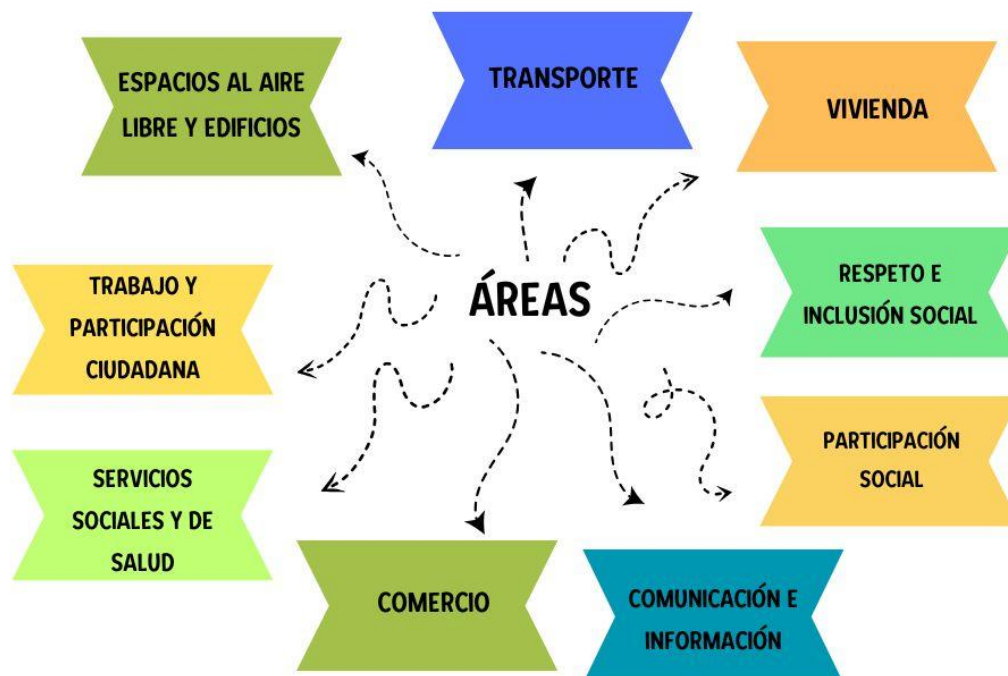 ESPACIOS AL AIRE
LIBRE Y EDIFICIOS
TRANSPORTE
VIVIENDA
TRABAJO Y
PARTICIPACIÓN
CIUDADANA
ÁREAS
RESPETO E
INCLUSIÓN SOCIAL
SERVICIOS
SOCIALES Y DE
SALUD
PARTICIPACIÓN
SOCIAL
COMERCIO
COMUNICACIÓN E
INFORMACIÓN